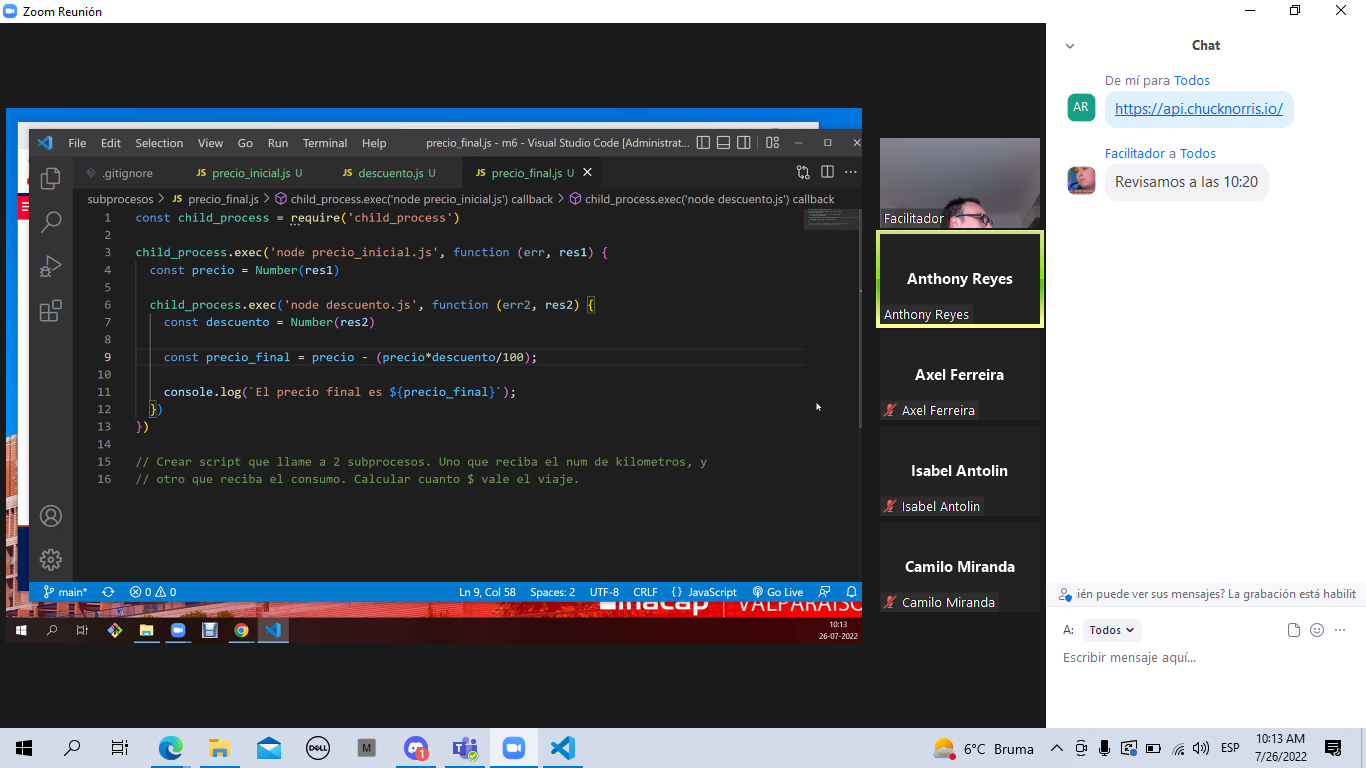 Zoom Reunión
File Edit Selection View Go Run Terminal Help precio_final.js - m6 - Visual Studio Code [Administrat...
.gitignore JS precio_inicial.js U JS descuento.js U JS precio_final.js U
subprocesos > JS precio_final.js > child_process.exec('node precio_inicial.js') callback > child_process.exec('node descuento.js') callback
1 const child_process = require('child_process')
2
3 child_process.exec('node precio_inicial.js', function (err, res1) {
4 const precio = Number(res1)
5
6 child_process.exec('node descuento.js', function (err2, res2) {
7 const descuento = Number(res2)
8
9 const precio_final = precio - (precio*descuento/100);
10
11 console.log(`El precio final es ${precio_final}`);
12 })
13 })
14
15 // Crear script que llame a 2 subprocesos. Uno que reciba el num de kilometros, y
16 // otro que reciba el consumo. Calcular cuanto $ vale el viaje.
main* 0 0 Ln 9, Col 58 Spaces: 2 UTF-8 CRLF {} JavaScript Go Live
inacap VALPARAÍSO
10:13
26-07-2022
Facilitador
Anthony Reyes
Anthony Reyes
Axel Ferreira
Axel Ferreira
Isabel Antolin
Isabel Antolin
Camilo Miranda
Camilo Miranda
Chat
De mí para Todos
AR https://api.chucknorris.io/
Facilitador a Todos
Revisamos a las 10:20
ién puede ver sus mensajes? La grabación está habilit
A: Todos
Escribir mensaje aquí...
DELL M 1 6°C Bruma ESP 10:13 AM
7/26/2022